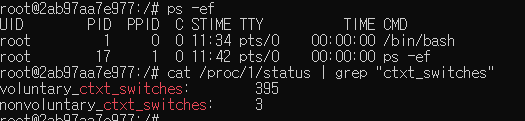 root@2ab97aa7e977:/# ps -ef
UID PID PPID C STIME TTY TIME CMD
root 1 0 0 11:34 pts/0 00:00:00 /bin/bash
root 17 1 0 11:42 pts/0 00:00:00 ps -ef
root@2ab97aa7e977:/# cat /proc/1/status | grep "ctxt_switches"
voluntary_ctxt_switches: 395
nonvoluntary_ctxt_switches: 3